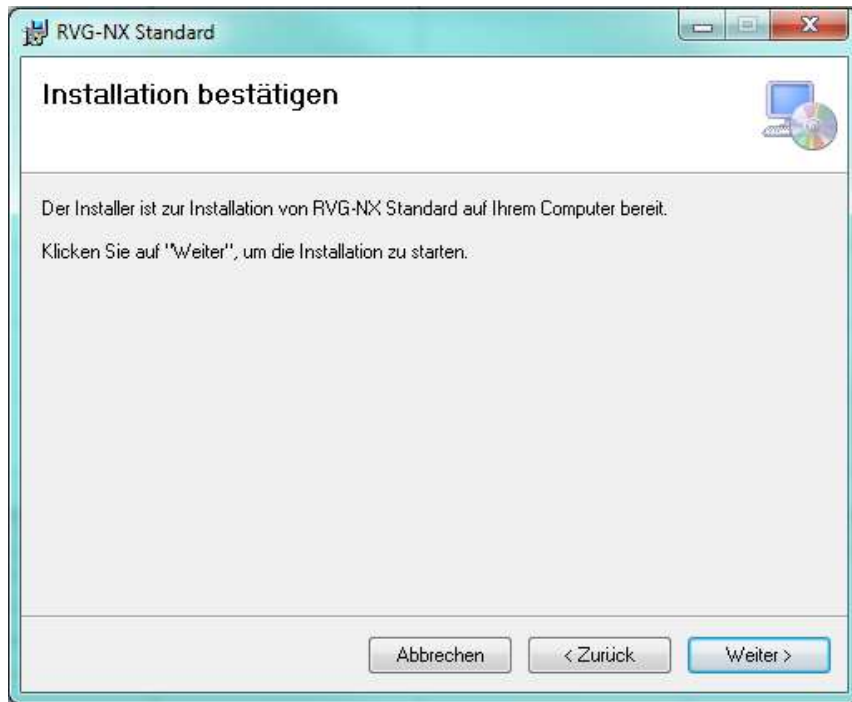 RVG-NX Standard
Installation bestätigen
Der Installer ist zur Installation von RVG-NX Standard auf Ihrem Computer bereit.
Klicken Sie auf "Weiter", um die Installation zu starten.
Abbrechen
< Zurück
Weiter >